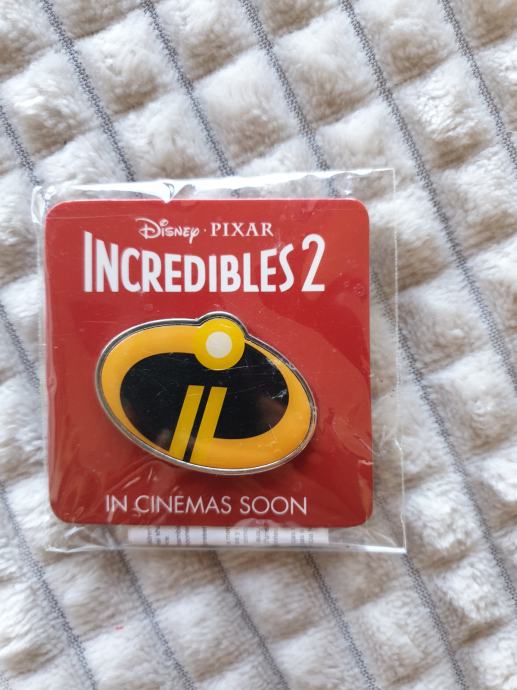 Disney · PIXAR
INCREDIBLES 2
IN CINEMAS SOON